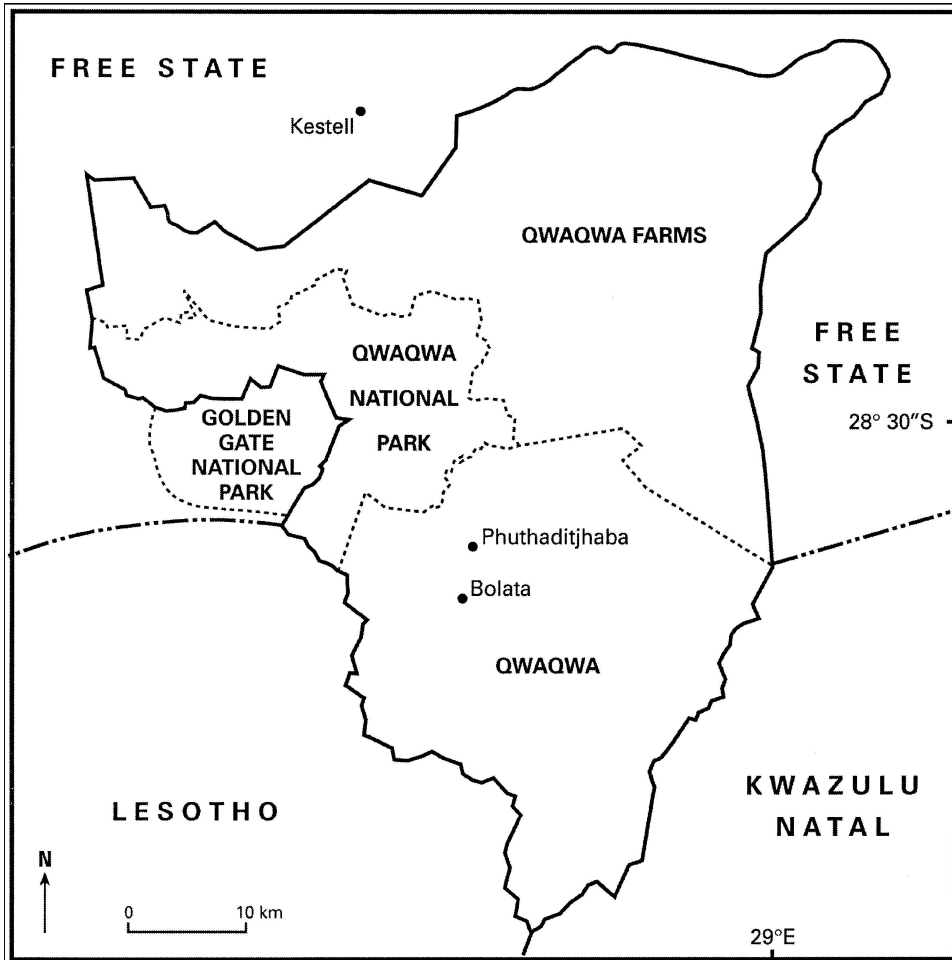 FREE STATE
Kestell
QWAQWA FARMS
FREE
STATE
28° 30”S
QWAQWA
NATIONAL
PARK
GOLDEN
GATE
NATIONAL
PARK
Phuthaditjhaba
Bolata
QWAQWA
LESOTHO
KWAZULU
NATAL
N
0 10 km
29°E